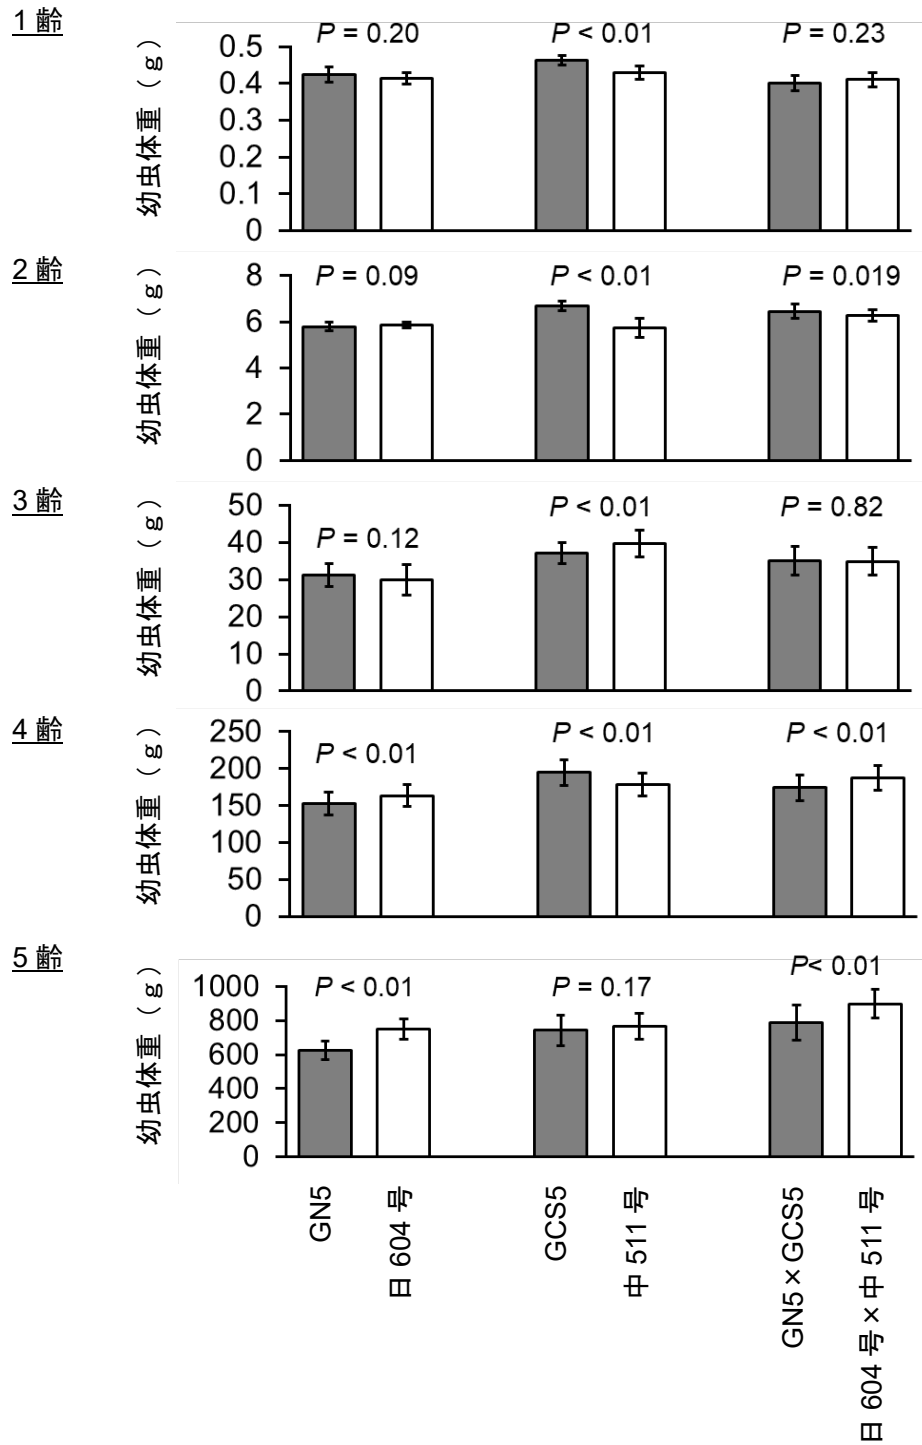 1 齢
幼虫体重（g）
P = 0.20
P < 0.01
P = 0.23
0.5
0.4
0.3
0.2
0.1
0
2 齢
幼虫体重（g）
P = 0.09
P < 0.01
P = 0.019
8
6
4
2
0
3 齢
幼虫体重（g）
P = 0.12
P < 0.01
P = 0.82
50
40
30
20
10
0
4 齢
幼虫体重（g）
P < 0.01
P < 0.01
P < 0.01
250
200
150
100
50
0
5 齢
幼虫体重（g）
P < 0.01
P = 0.17
P< 0.01
1000
800
600
400
200
0
GN5
日 604 号
GCS5
中 511 号
GN5×GCS5
日 604 号×中 511 号